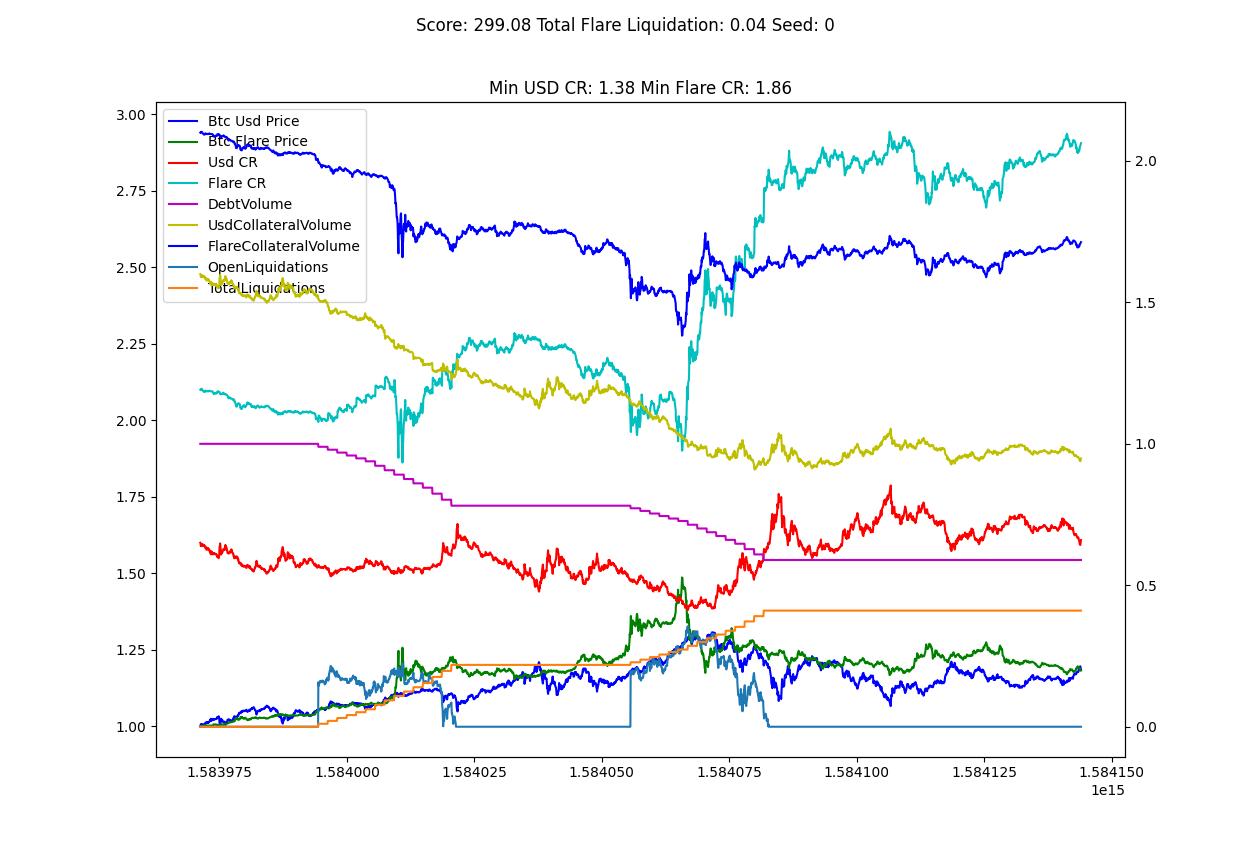 Score: 299.08 Total Flare Liquidation: 0.04 Seed: 0
Min USD CR: 1.38 Min Flare CR: 1.86
3.00
2.75
2.50
2.25
2.00
1.75
1.50
1.25
1.00
Btc Usd Price
Btc Flare Price
Usd CR
Flare CR
DebtVolume
UsdCollateralVolume
FlareCollateralVolume
OpenLiquidations
TotalLiquidations
2.0
1.5
1.0
0.5
0.0
1.583975
1.584000
1.584025
1.584050
1.584075
1.584100
1.584125
1.584150
1e15